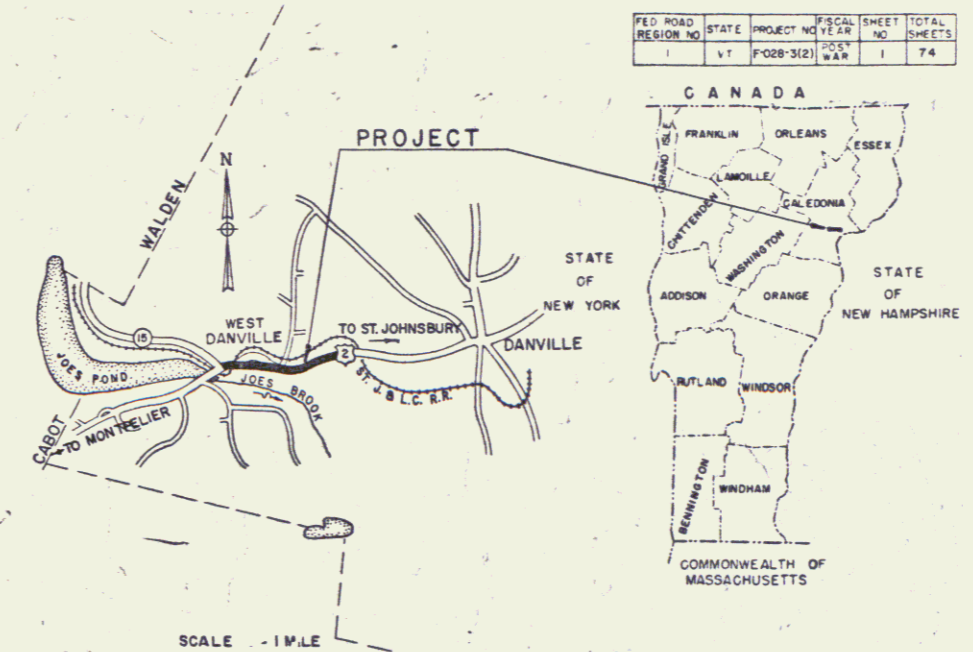 FED ROAD REGION NO STATE PROJECT NO FISCAL YEAR SHEET NO TOTAL SHEETS
1 VT F-028-3(2) POST WAR 1 74
CANADA
PROJECT
FRANKLIN
ORLEANS
ESSEX
GRAND ISLE
LAMOILLE
CALEDONIA
CHITTENDEN
WASHINGTON
ADDISON
ORANGE
STATE
OF
NEW HAMPSHIRE
RUTLAND
WINDSOR
BENNINGTON
WINDHAM
COMMONWEALTH OF
MASSACHUSETTS
N
WALDEN
STATE
OF
NEW YORK
WEST
DANVILLE
TO ST. JOHNSBURY
15
2
DANVILLE
JOES POND
JOES BROOK
ST. J. & L.C. R.R.
CABOT
TO MONTPELIER
SCALE - 1 MILE